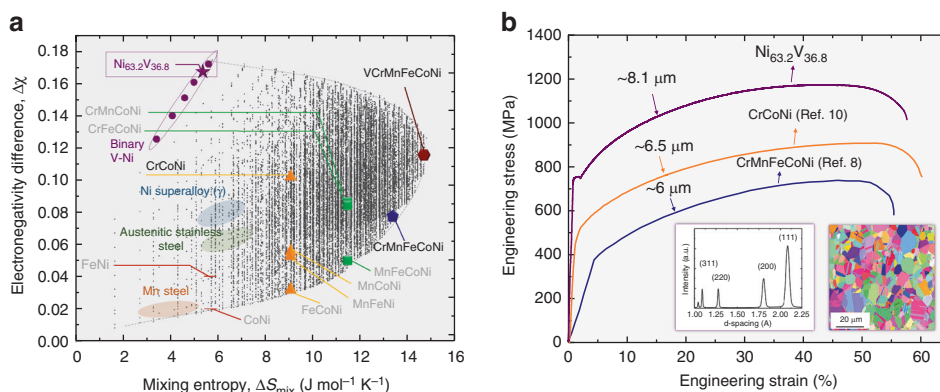 a
0.18
0.16
0.14
0.12
0.10
0.08
0.06
0.04
0.02
0.00
Electronegativity difference, Δχ
Ni63.2V36.8
CrMnCoNi
CrFeCoNi
Binary
V-Ni
CrCoNi
Ni superalloy (γ)
Austenitic stainless
steel
FeNi
Mn steel
CoNi
VCrMnFeCoNi
CrMnFeCoNi
MnFeCoNi
MnCoNi
MnFeNi
FeCoNi
0 2 4 6 8 10 12 14 16
Mixing entropy, ΔSmix (J mol–1 K–1)
b
1400
1200
1000
800
600
400
200
0
Engineering stress (MPa)
Ni63.2V36.8
~8.1 μm
CrCoNi (Ref. 10)
~6.5 μm
CrMnFeCoNi (Ref. 8)
~6 μm
Intensity (a.u.)
(311)
(220)
(200)
(111)
1.00 1.25 1.50 1.75 2.00 2.25
d-spacing (A)
20 μm
0 10 20 30 40 50 60
Engineering strain (%)